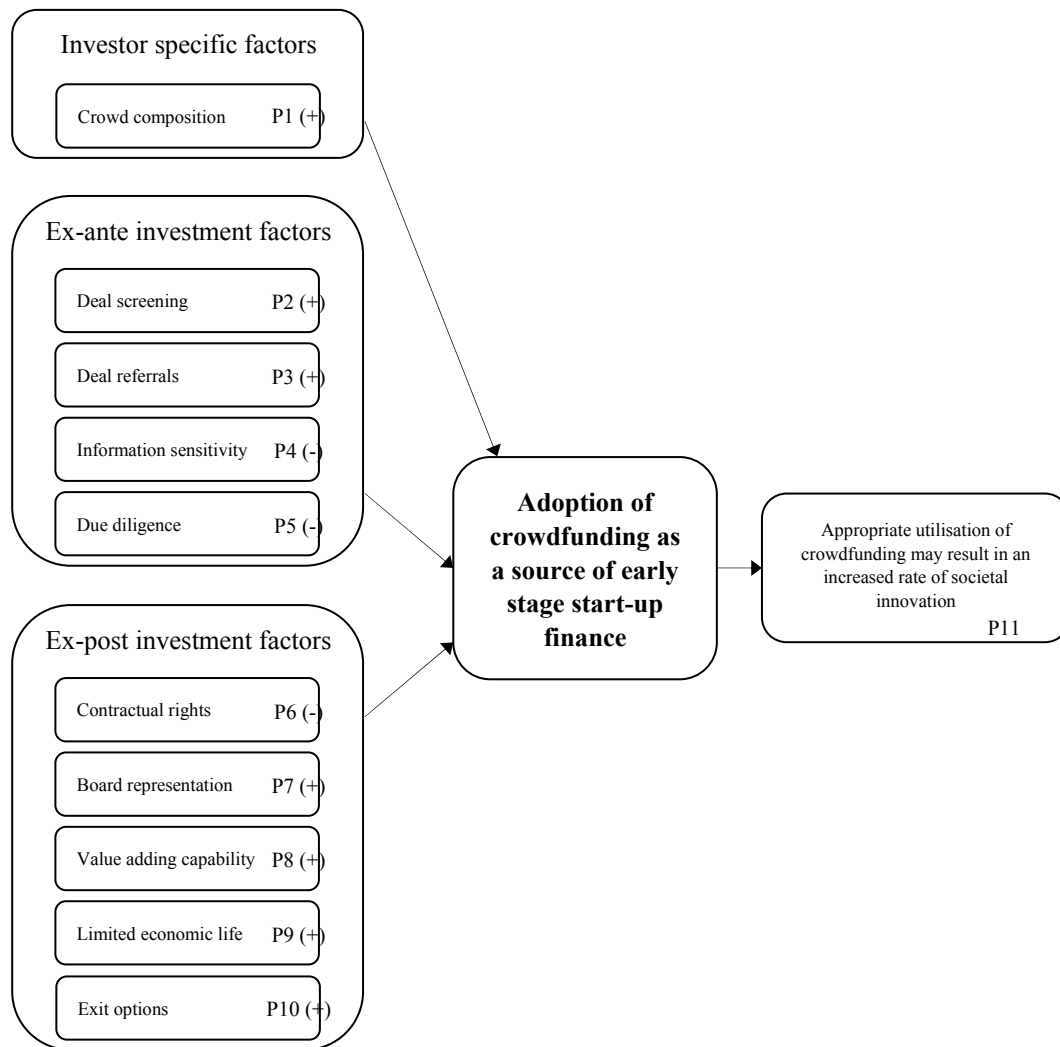 Investor specific factors
Crowd composition P1 (+)
Ex-ante investment factors
Deal screening P2 (+)
Deal referrals P3 (+)
Information sensitivity P4 (-)
Due diligence P5 (-)
Ex-post investment factors
Contractual rights P6 (-)
Board representation P7 (+)
Value adding capability P8 (+)
Limited economic life P9 (+)
Exit options P10 (+)
Adoption of
crowdfunding as
a source of early
stage start-up
finance
Appropriate utilisation of
crowdfunding may result in an
increased rate of societal
innovation
P11